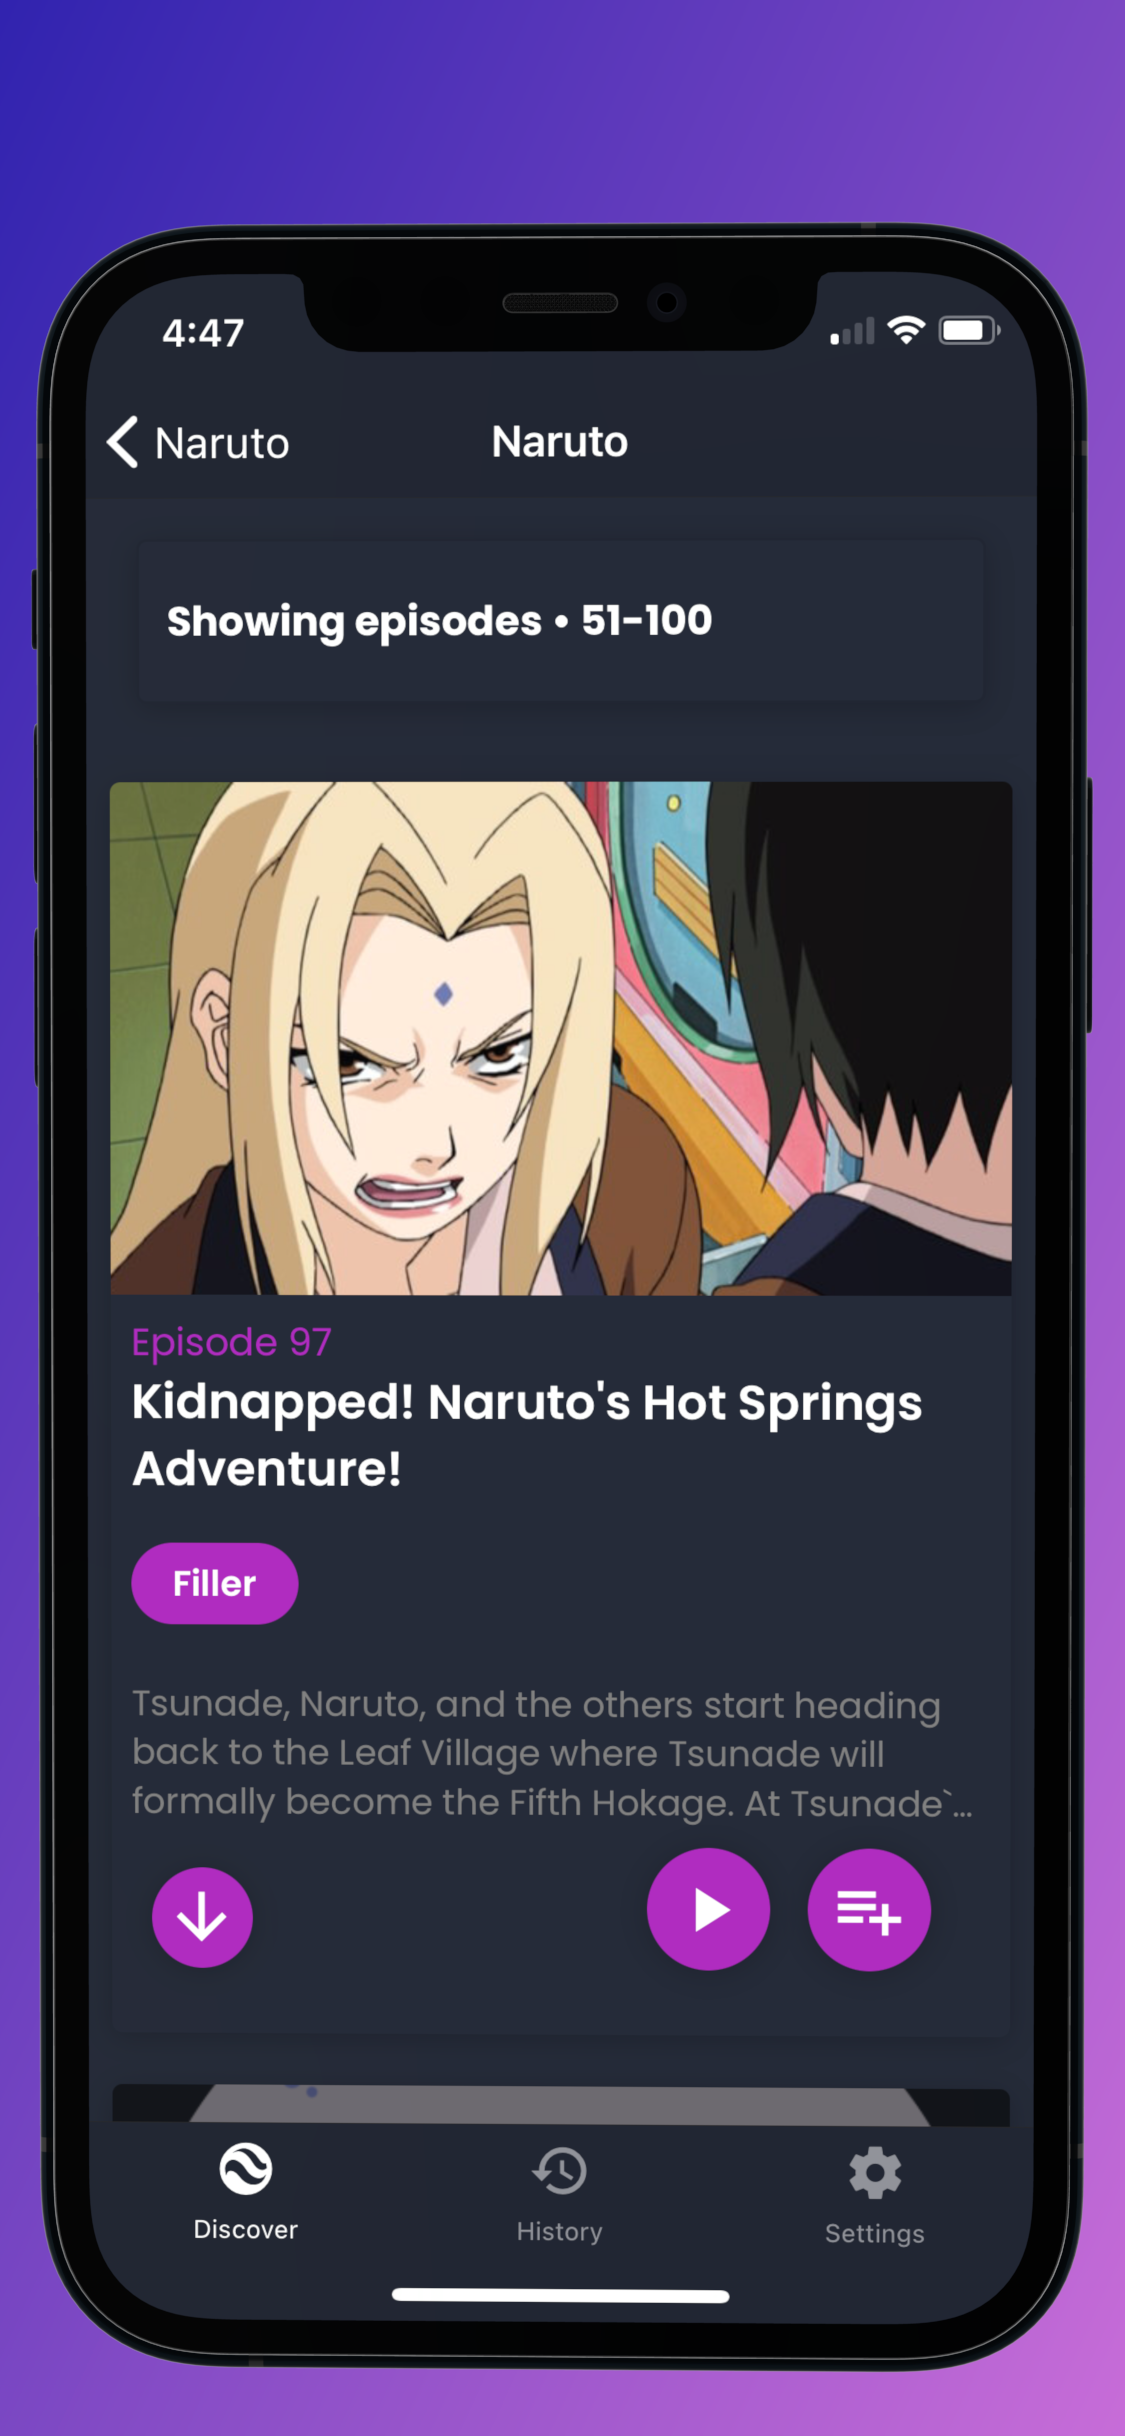 4:47
Naruto
Naruto
Showing episodes • 51-100
Episode 97
Kidnapped! Naruto's Hot Springs
Adventure!
Filler
Tsunade, Naruto, and the others start heading
back to the Leaf Village where Tsunade will
formally become the Fifth Hokage. At Tsunade`...
Discover
History
Settings